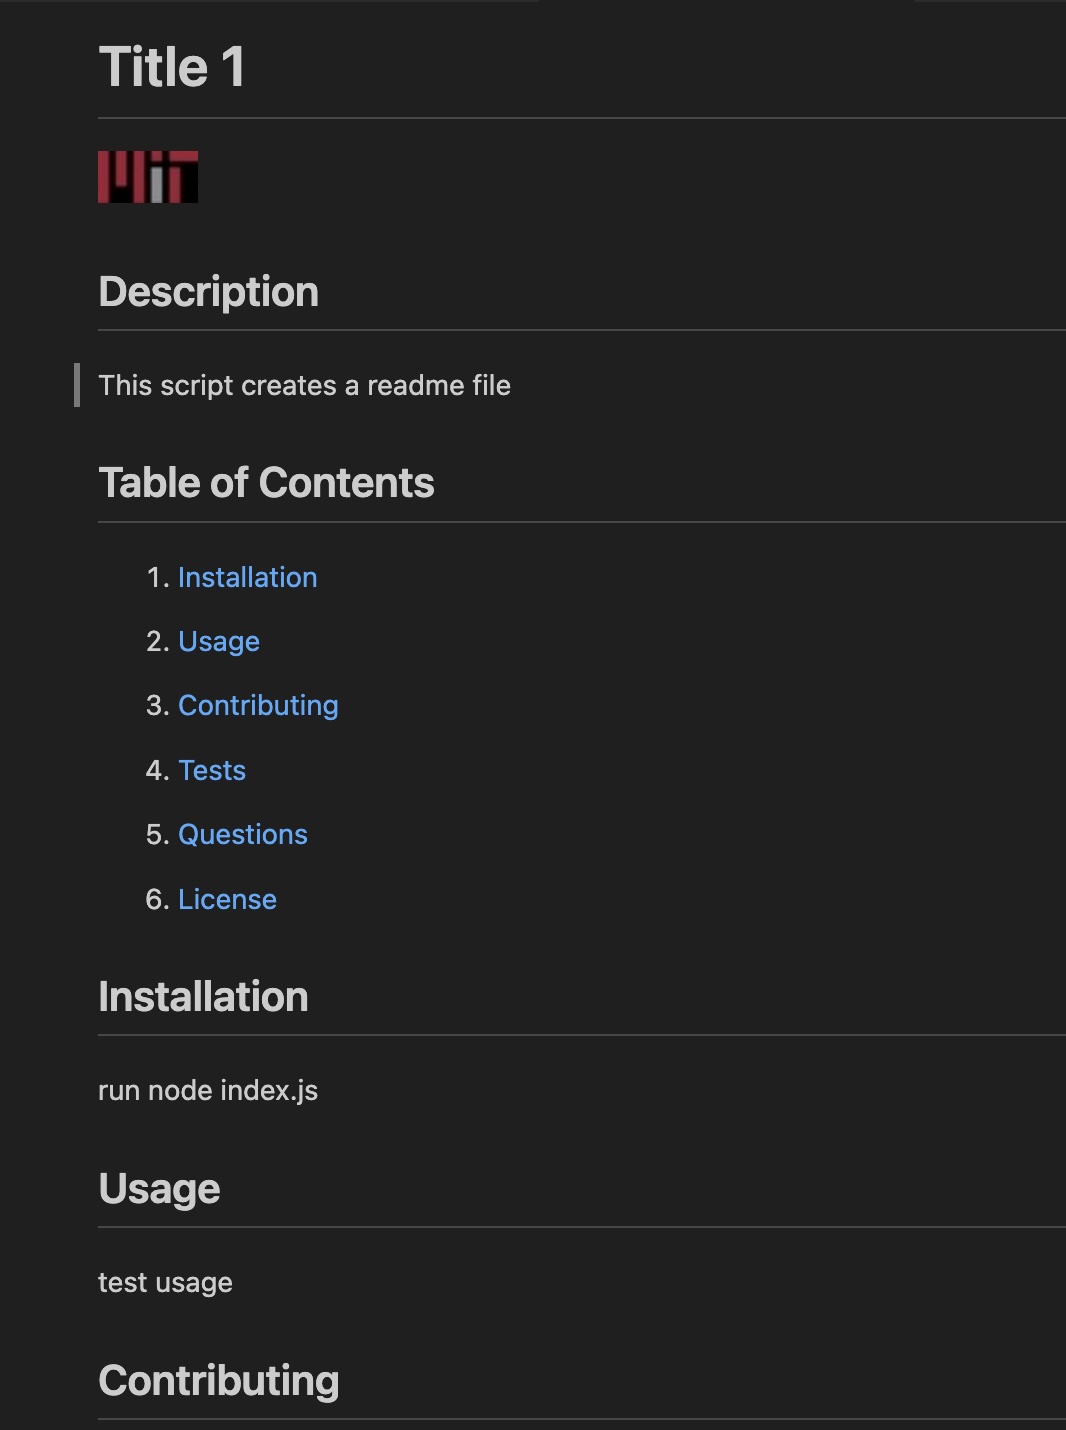 Title 1
MIT
Description
This script creates a readme file
Table of Contents
1. Installation
2. Usage
3. Contributing
4. Tests
5. Questions
6. License
Installation
run node index.js
Usage
test usage
Contributing